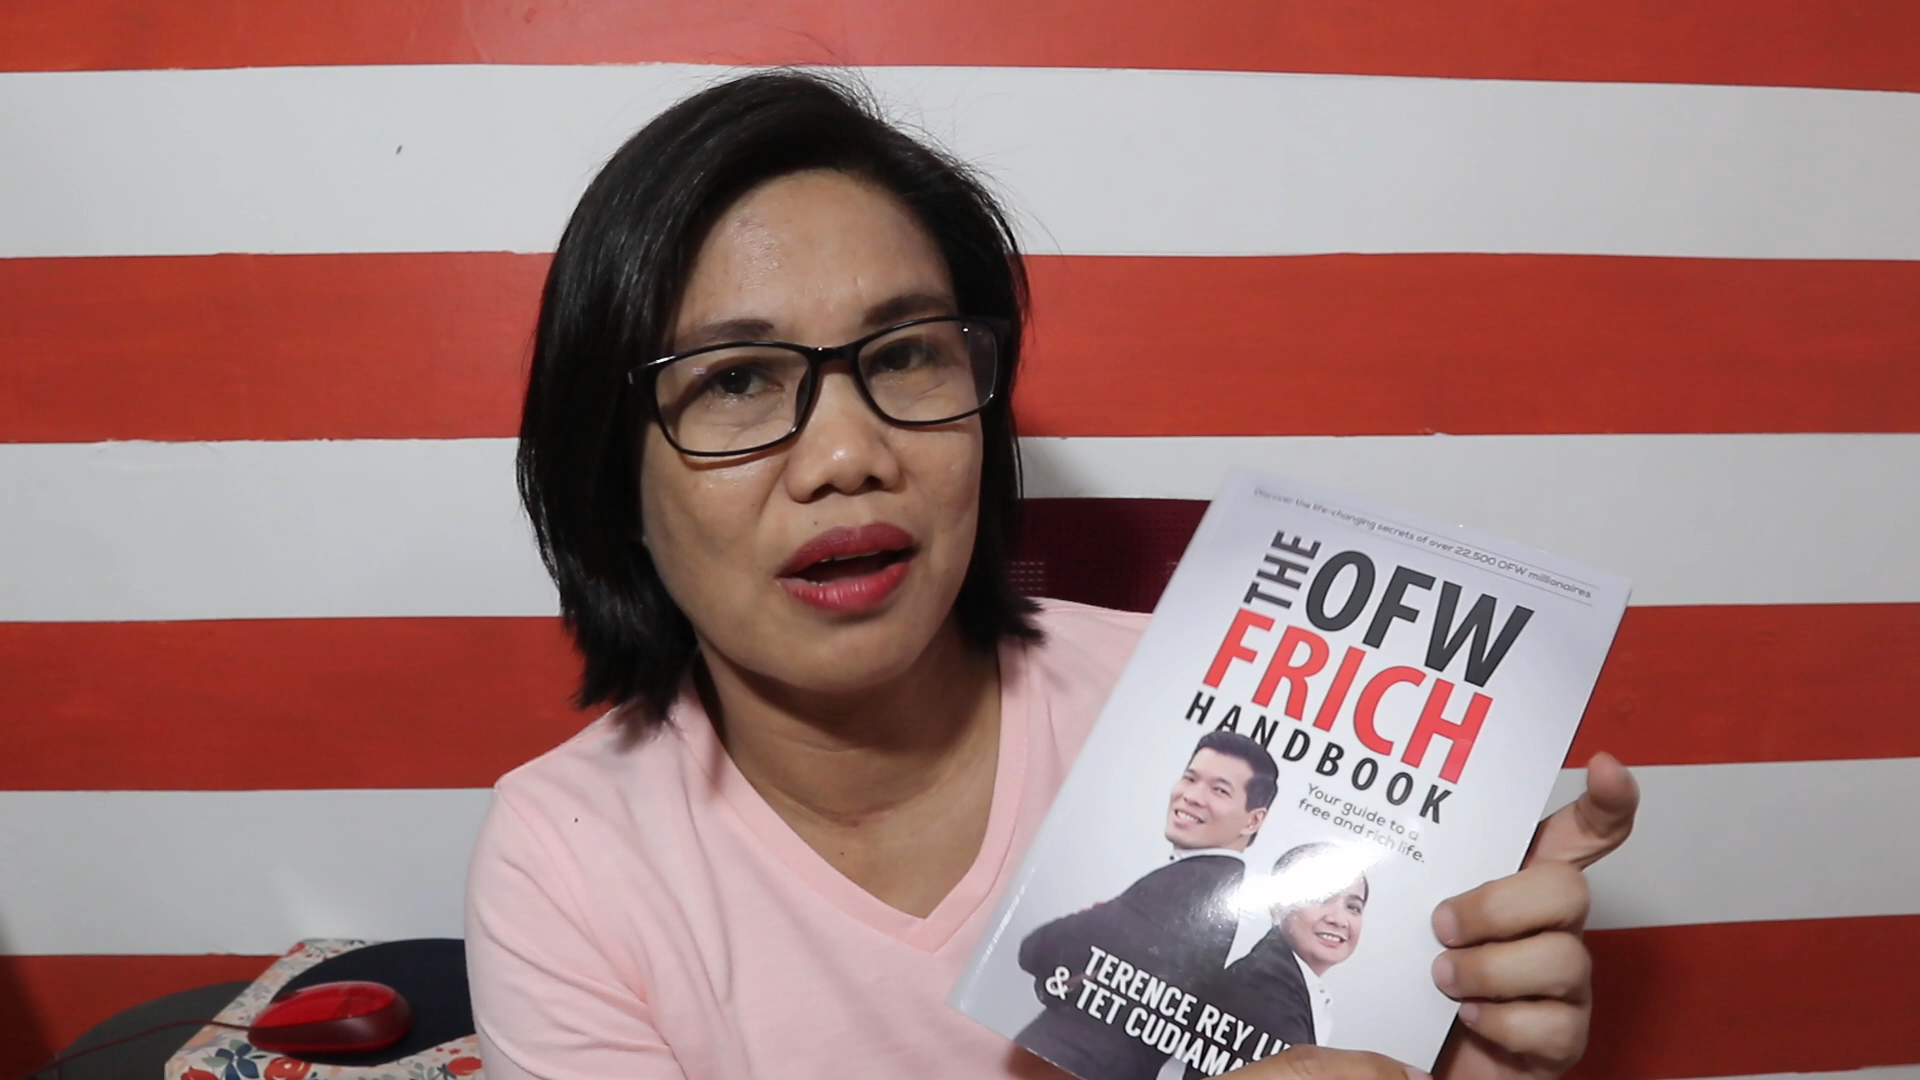 Discover the life-changing secrets of over 22,500 OFW millionaires
THE OFW
FRICH
HANDBOOK
Your guide to a
free and rich life.
TERENCE REY
& TET